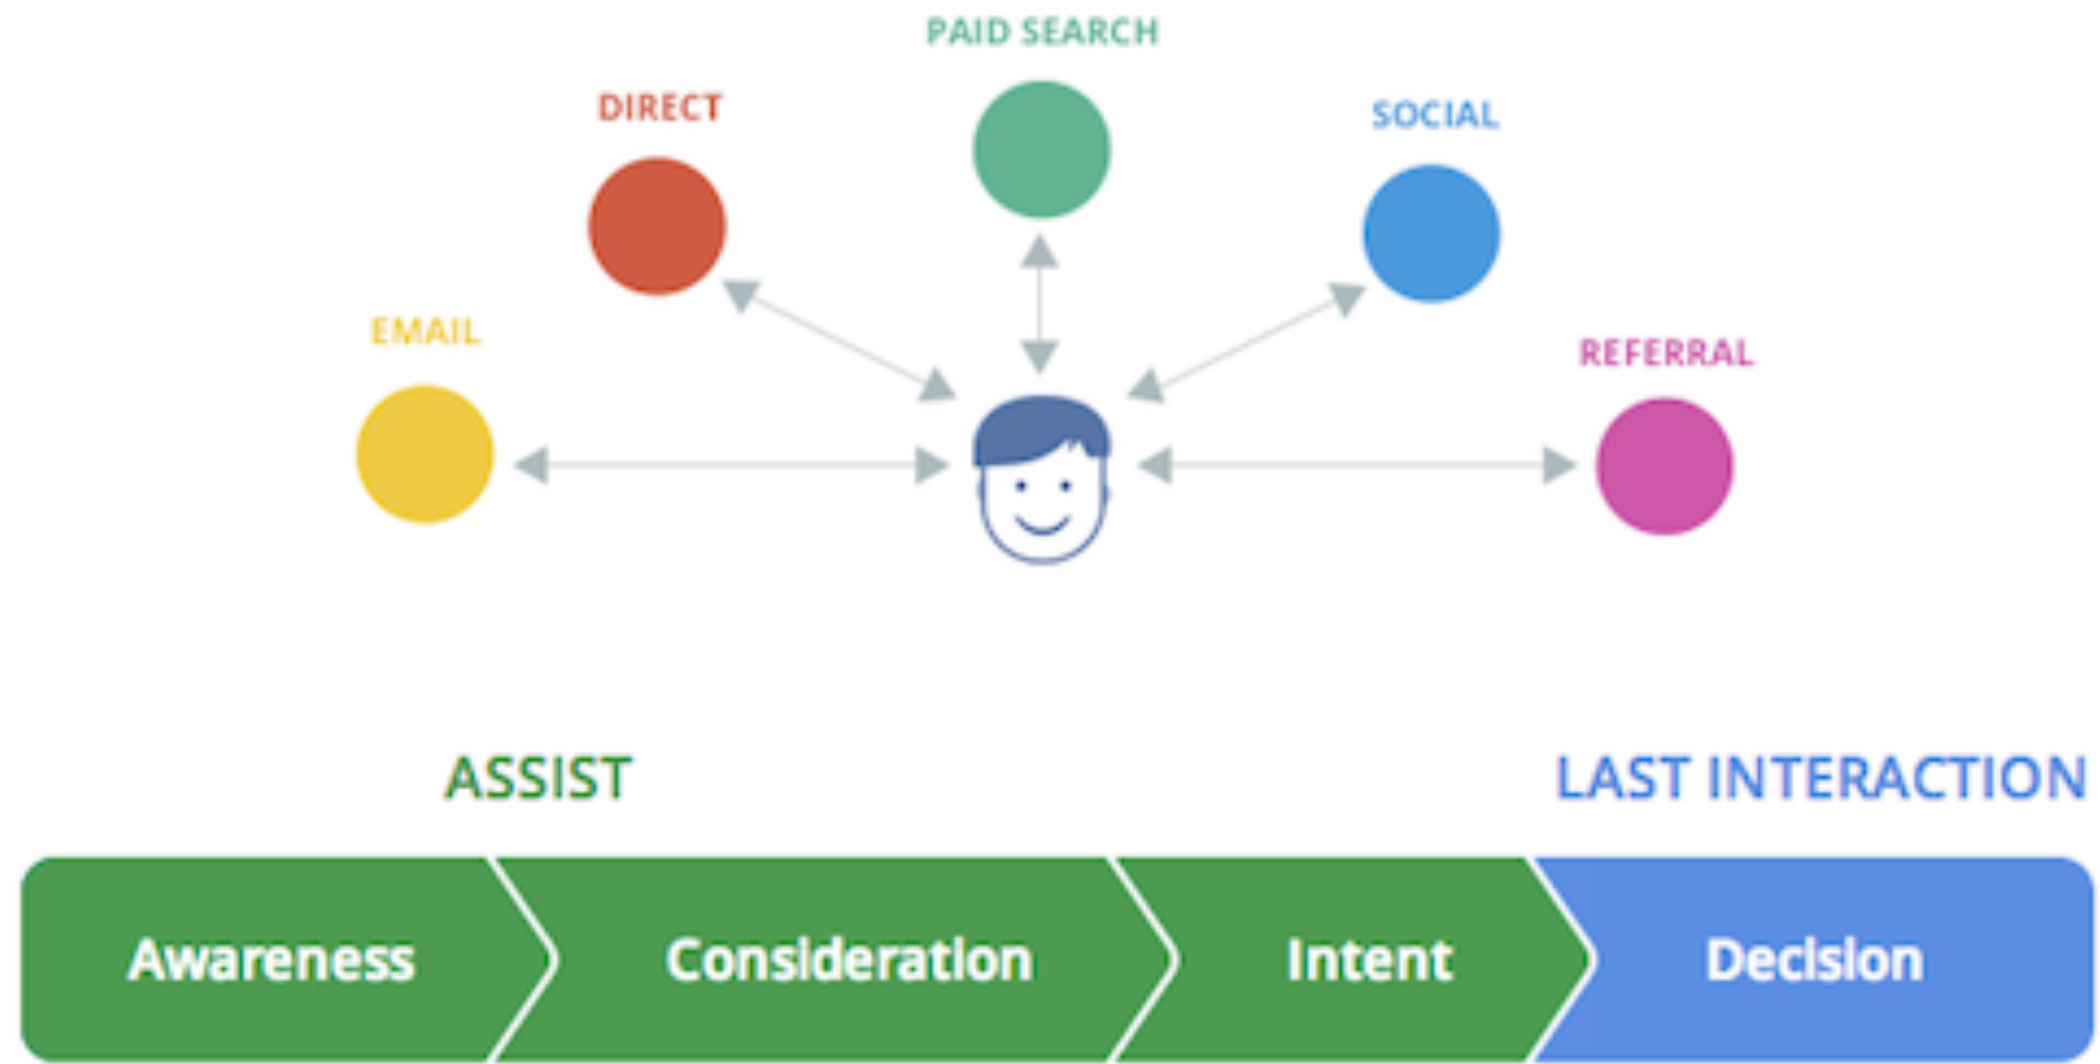 PAID SEARCH
DIRECT
SOCIAL
EMAIL
REFERRAL
ASSIST
LAST INTERACTION
Awareness
Consideration
Intent
Decision